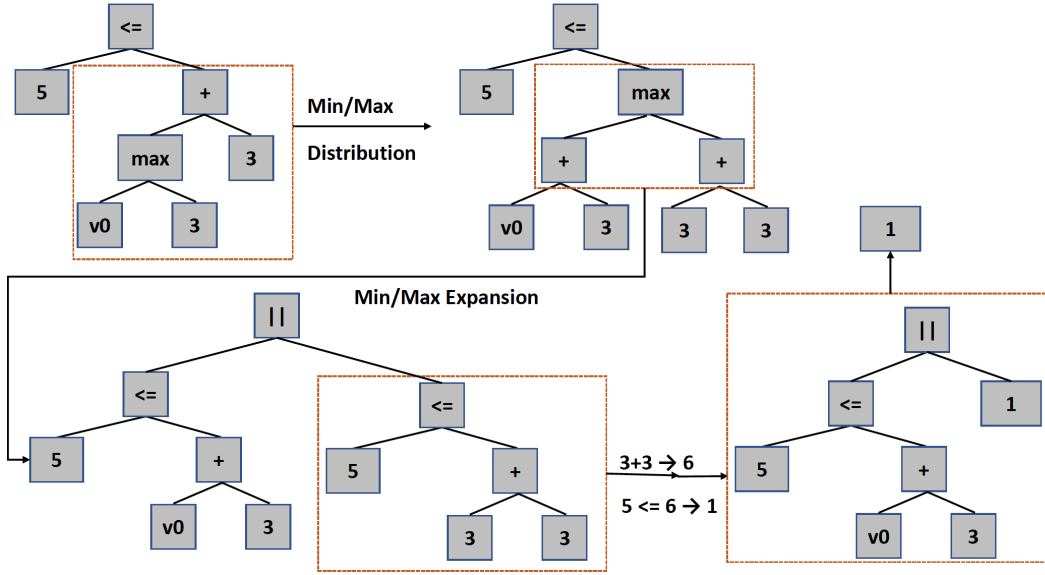 <=
<=
5
+
5
max
Min/Max
Distribution
max
3
+
+
v0
3
v0
3
3
3
1
Min/Max Expansion
||
||
<=
<=
<=
1
5
+
5
+
3+3 → 6
5 <= 6 → 1
5
+
v0
3
3
3
v0
3